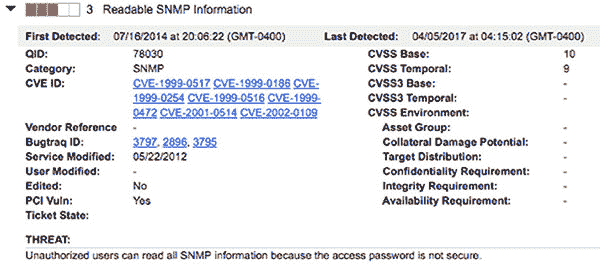 3 Readable SNMP Information
First Detected: 07/16/2014 at 20:06:22 (GMT-0400) Last Detected: 04/05/2017 at 04:15:02 (GMT-0400)
QID: 78030 CVSS Base: 10
Category: SNMP CVSS Temporal: 9
CVE ID: CVE-1999-0517 CVE-1999-0186 CVE- CVSS3 Base: -
1999-0254 CVE-1999-0516 CVE-1999- CVSS3 Temporal: -
0472 CVE-2001-0514 CVE-2002-0109 CVSS Environment:
Vendor Reference - Asset Group: -
Bugtraq ID: 3797, 2896, 3795 Collateral Damage Potential: -
Service Modified: 05/22/2012 Target Distribution: -
User Modified: - Confidentiality Requirement: -
Edited: No Integrity Requirement: -
PCI Vuln: Yes Availability Requirement: -
Ticket State:
THREAT:
Unauthorized users can read all SNMP information because the access password is not secure.